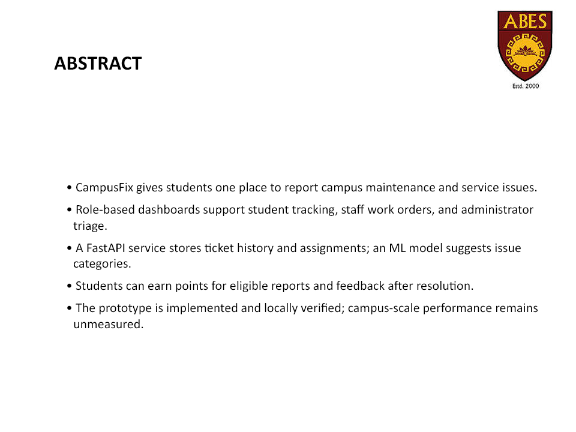 ABES
Estd. 2000
ABSTRACT
• CampusFix gives students one place to report campus maintenance and service issues.
• Role-based dashboards support student tracking, staff work orders, and administrator
triage.
• A FastAPI service stores ticket history and assignments; an ML model suggests issue
categories.
• Students can earn points for eligible reports and feedback after resolution.
• The prototype is implemented and locally verified; campus-scale performance remains
unmeasured.